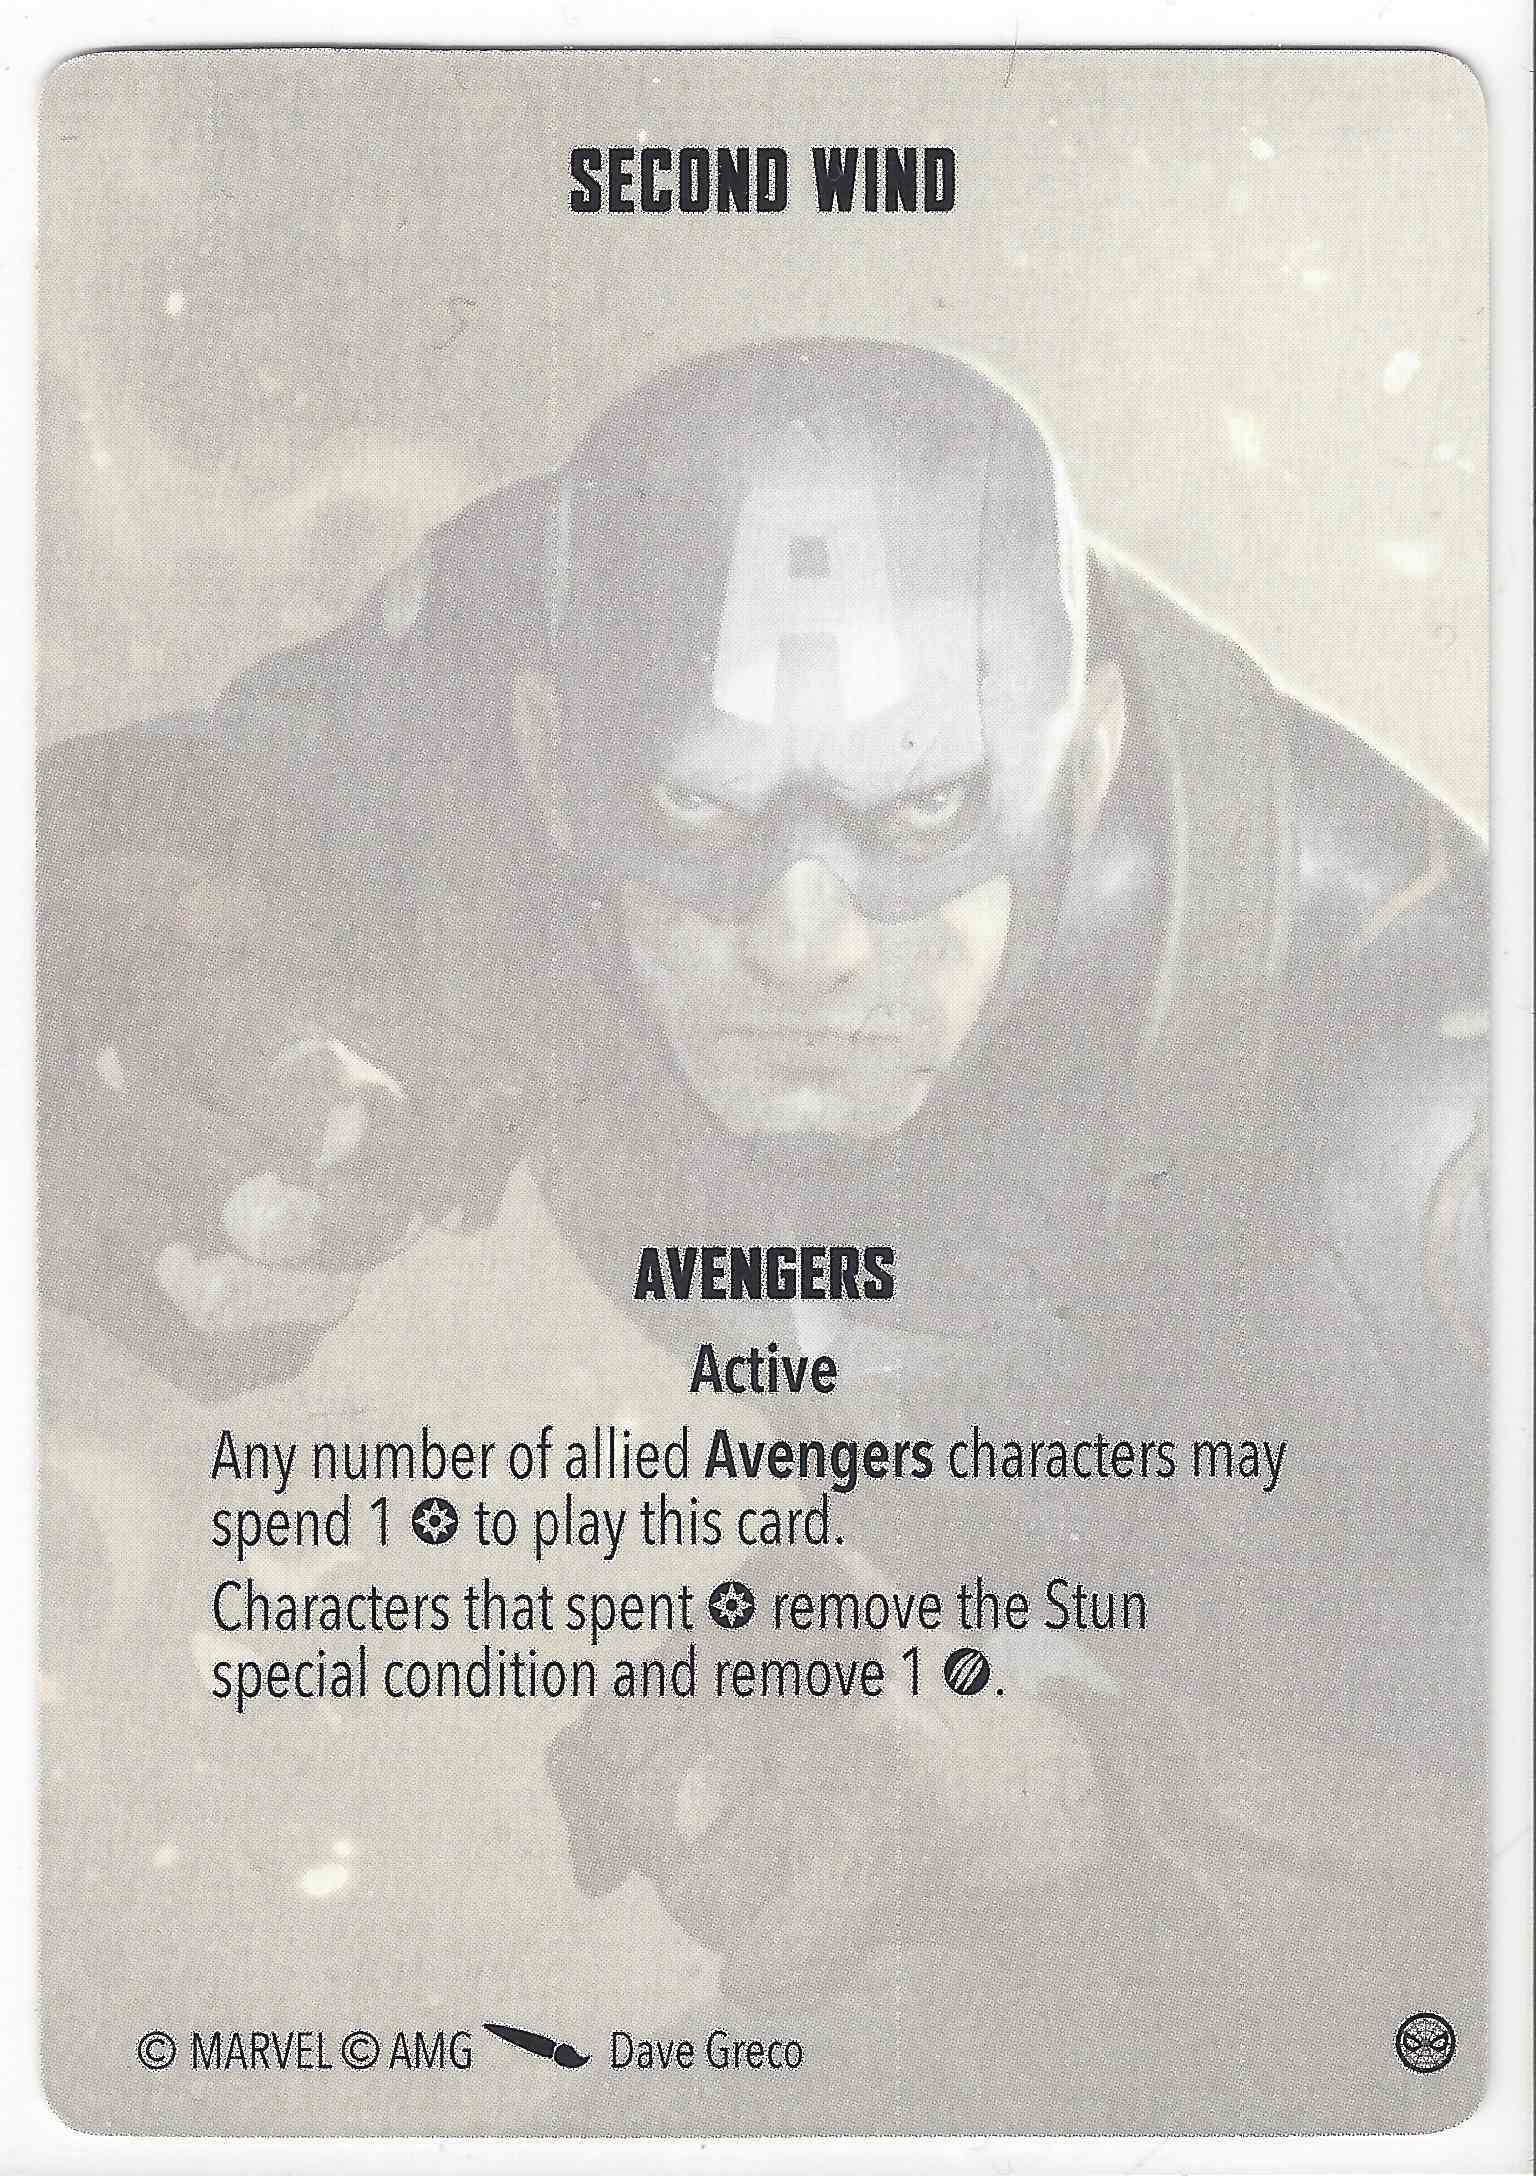 SECOND WIND
AVENGERS
Active
Any number of allied Avengers characters may
spend 1 to play this card.
Characters that spent remove the Stun
special condition and remove 1 .
© MARVEL © AMG Dave Greco